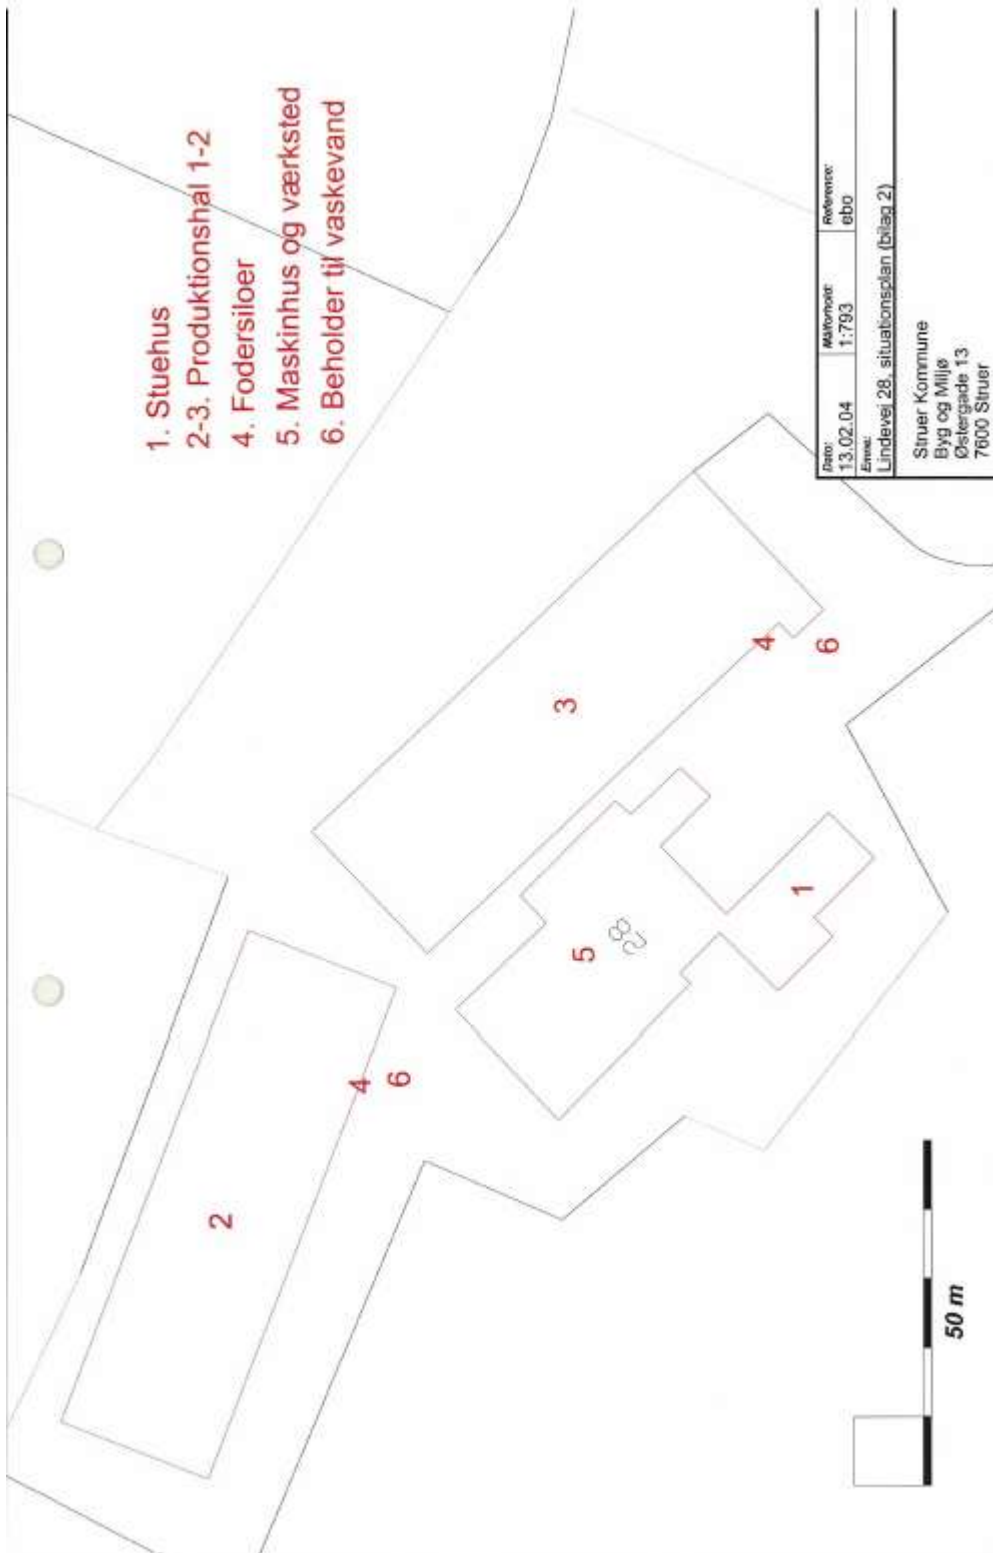 1. Stuehus
2-3. Produktionshal 1-2
4. Fodersiloer
5. Maskinhus og værksted
6. Beholder til vaskevand
2
4
6
3
4
6
5
28
1
50 m
Dato: Målforhold: Reference:
13.02.04 1:793 ebo
Emne:
Lindevej 28, situationsplan (bilag 2)
Struer Kommune
Byg og Miljø
Østergade 13
7600 Struer